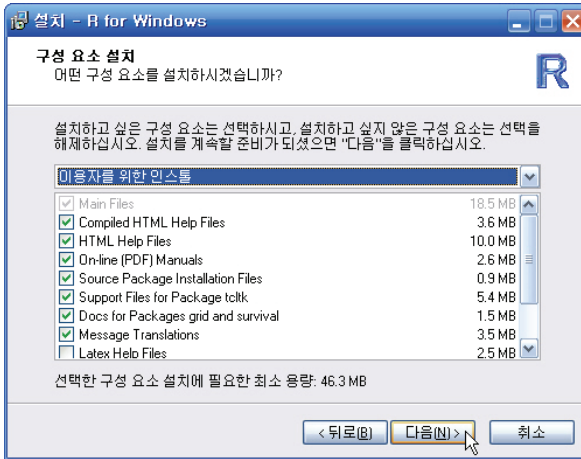 설치 - R for Windows
구성 요소 설치
어떤 구성 요소를 설치하시겠습니까?
R
설치하고 싶은 구성 요소는 선택하시고, 설치하고 싶지 않은 구성 요소는 선택을
해제하십시오. 설치를 계속할 준비가 되셨으면 "다음"을 클릭하십시오.
이용자를 위한 인스톨
Main Files 18.5 MB
Compiled HTML Help Files 3.6 MB
HTML Help Files 10.0 MB
On-line (PDF) Manuals 2.6 MB
Source Package Installation Files 0.9 MB
Support Files for Package tcltk 5.4 MB
Docs for Packages grid and survival 1.5 MB
Message Translations 3.5 MB
Latex Help Files 2.5 MB
선택한 구성 요소 설치에 필요한 최소 용량: 46.3 MB
< 뒤로(B) 다음(N) > 취소